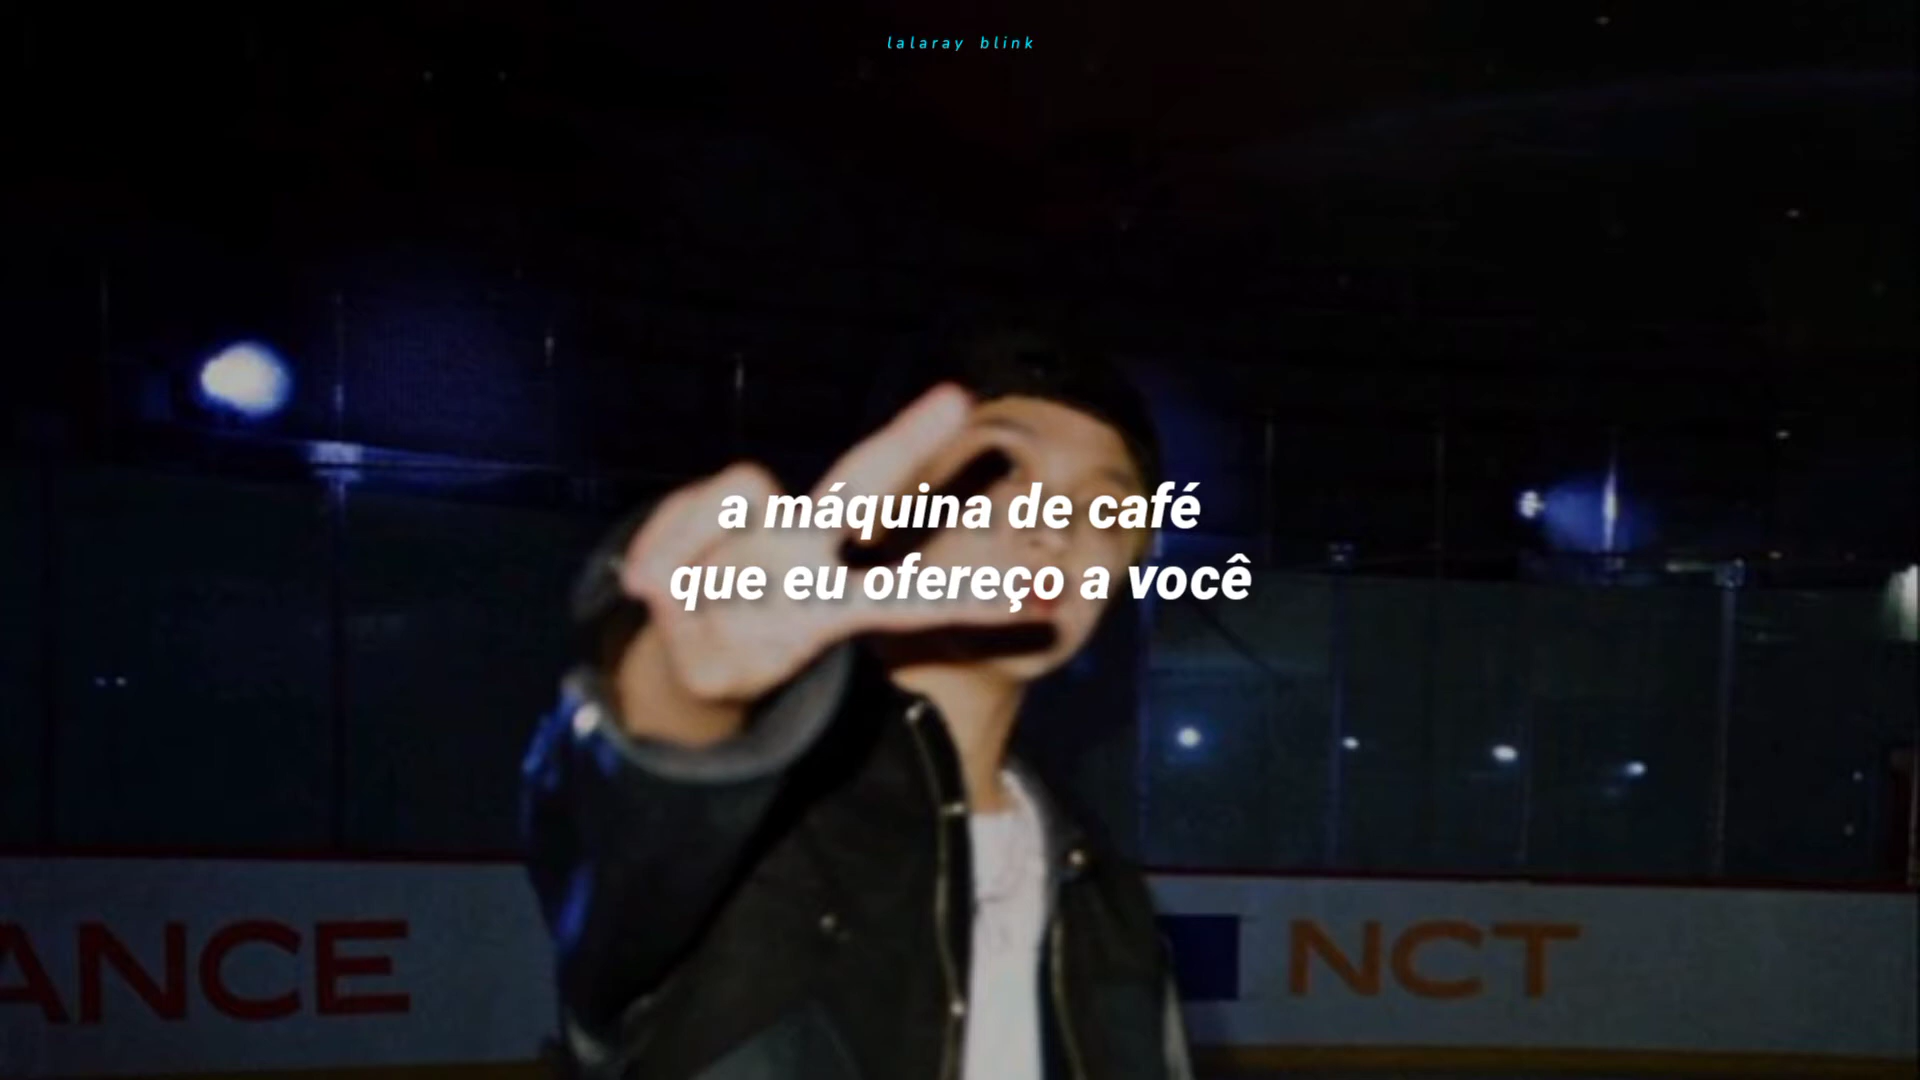 lalaray blink
a máquina de café
que eu ofereço a você
ANCE
NCT